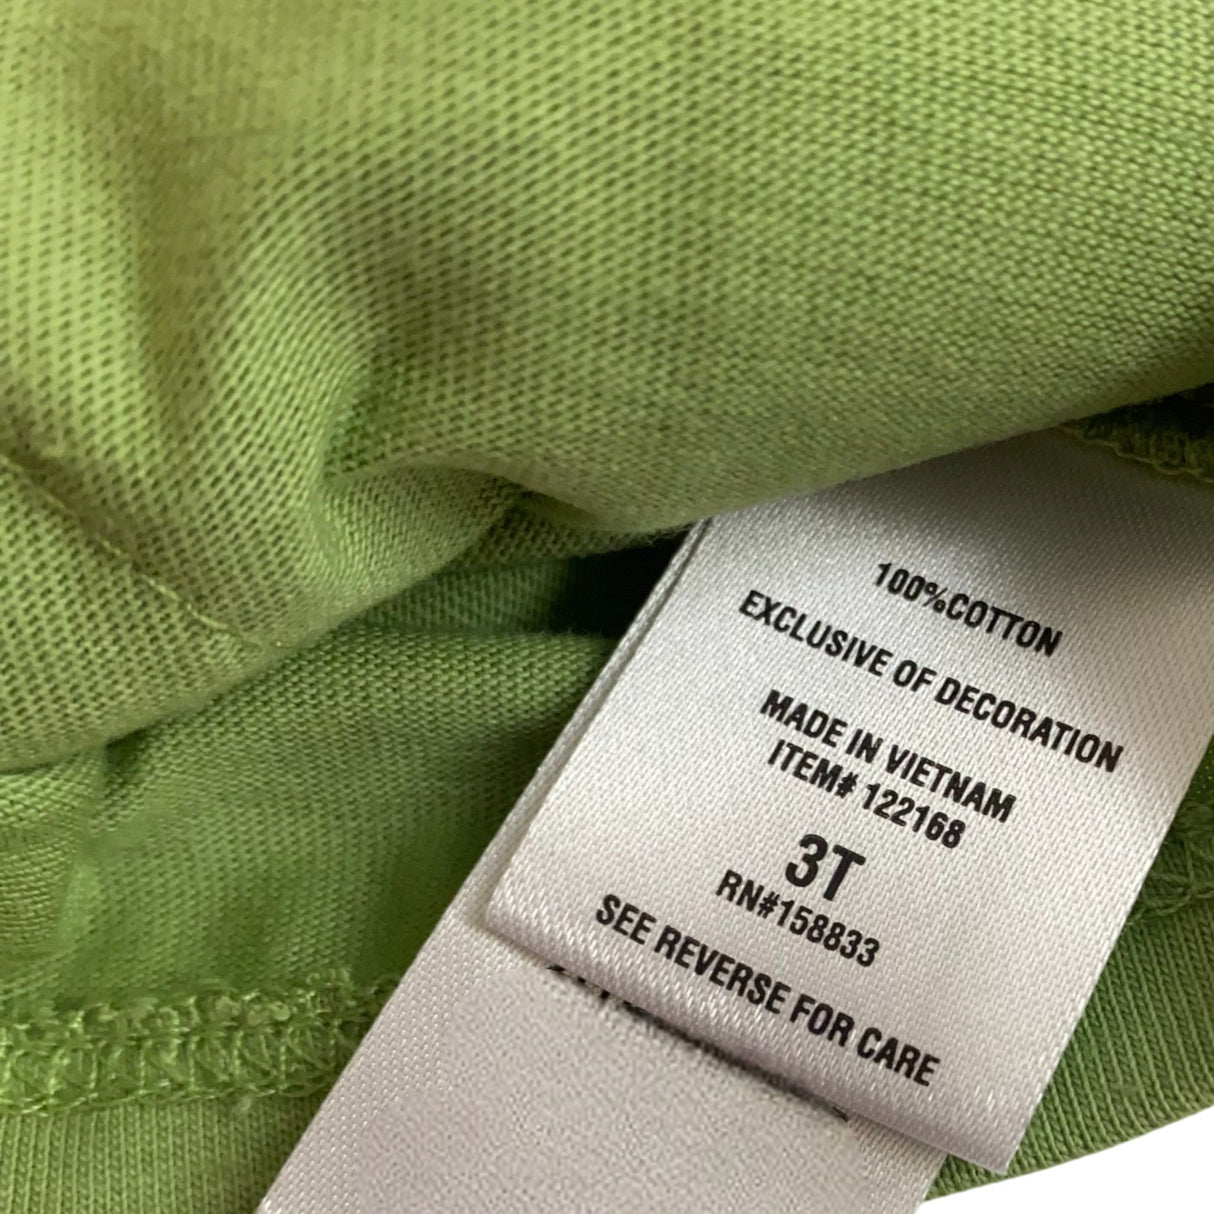 100%COTTON
EXCLUSIVE OF DECORATION
MADE IN VIETNAM
ITEM# 122168
3T
RN#158833
SEE REVERSE FOR CARE